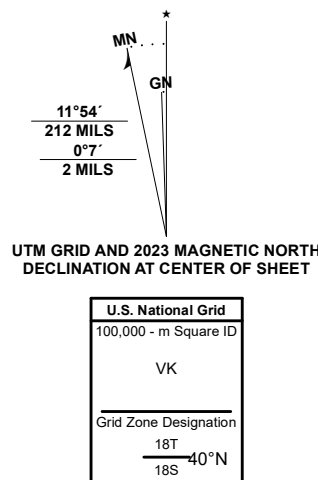 ★
MN
GN
11°54´
212 MILS
0°7´
2 MILS
UTM GRID AND 2023 MAGNETIC NORTH
DECLINATION AT CENTER OF SHEET
U.S. National Grid
100,000 - m Square ID
VK
Grid Zone Designation
18T
40°N
18S